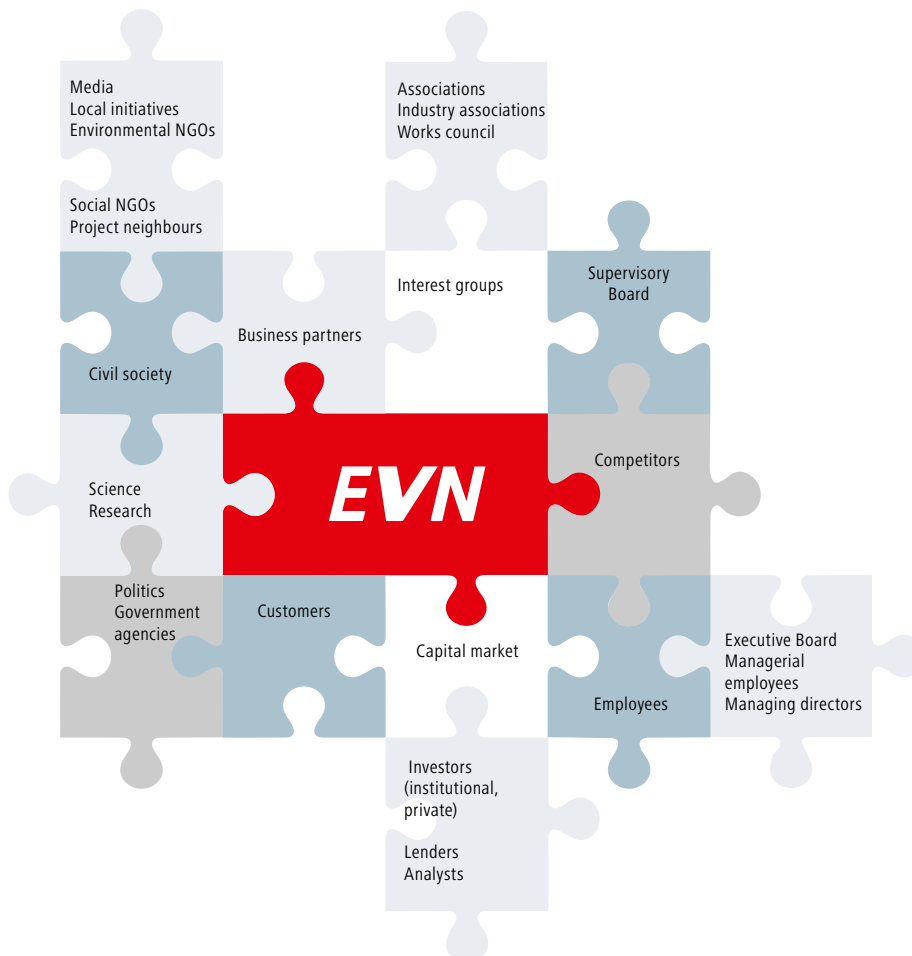 Media
Local initiatives
Environmental NGOs
Social NGOs
Project neighbours
Associations
Industry associations
Works council
Civil society
Business partners
Interest groups
Supervisory
Board
Science
Research
EVN
Competitors
Politics
Government
agencies
Customers
Capital market
Employees
Executive Board
Managerial
employees
Managing directors
Investors
(institutional,
private)
Lenders
Analysts